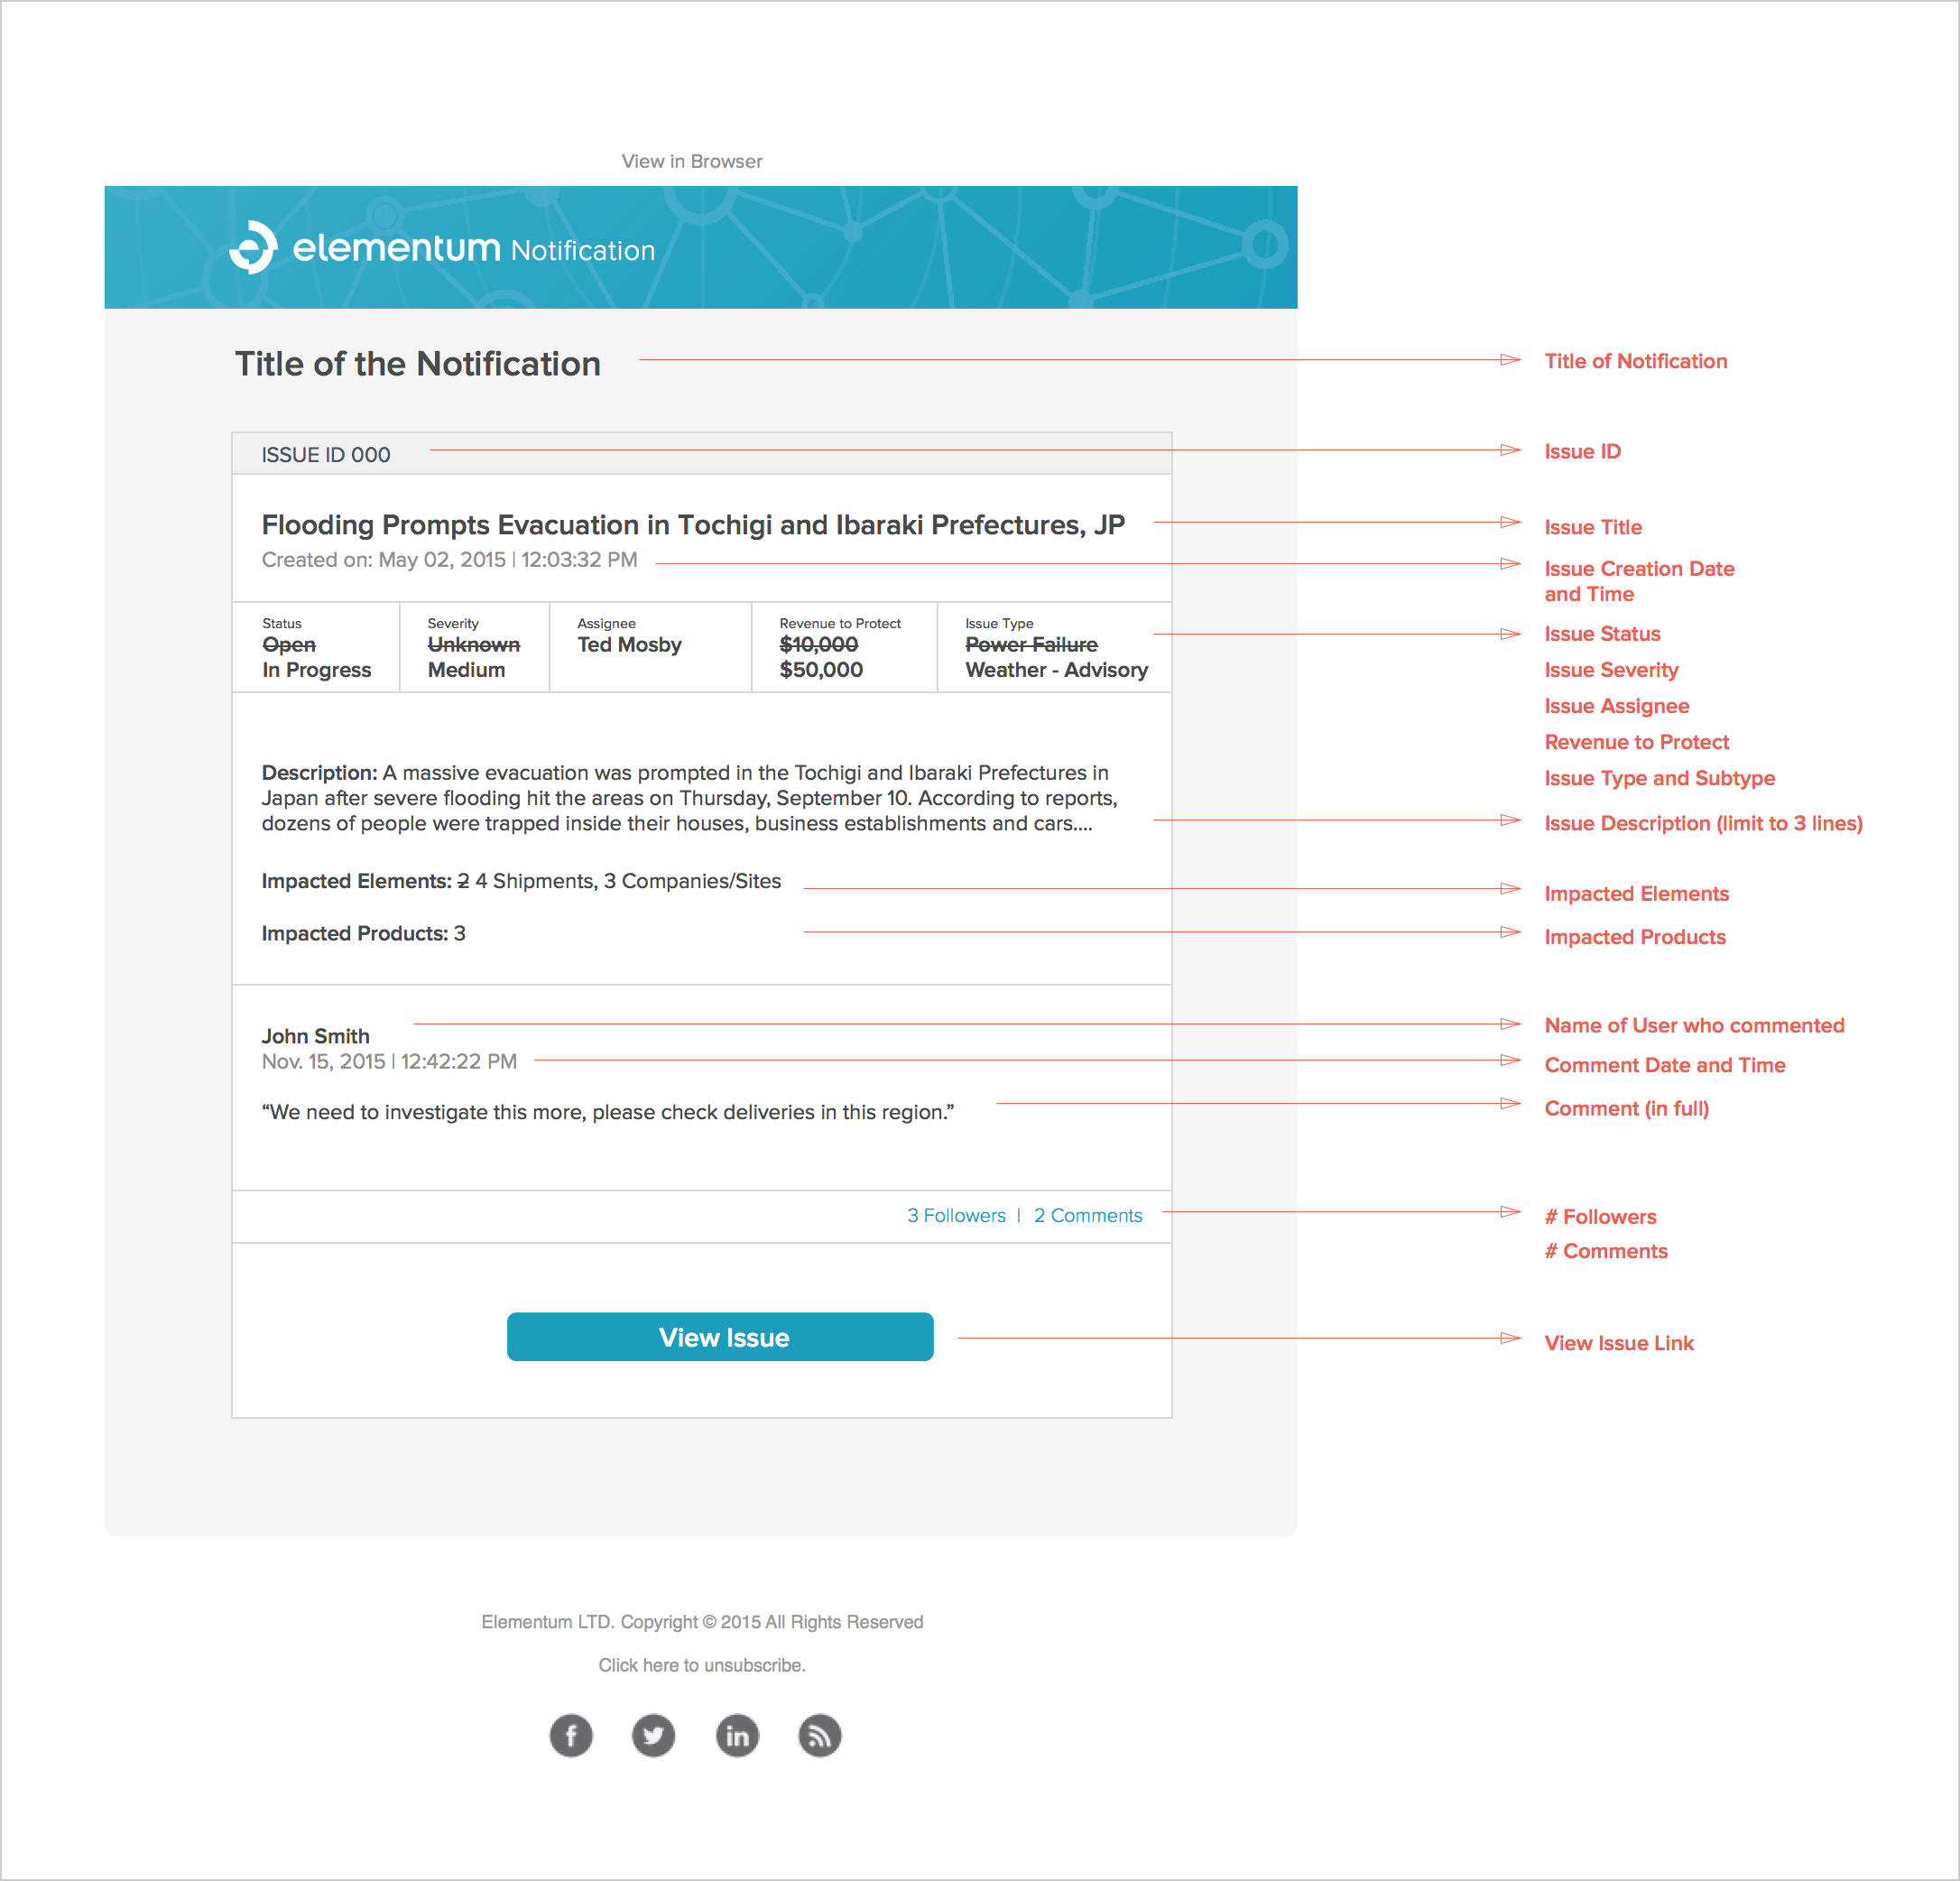 View in Browser
elementum Notification
Title of the Notification
Title of Notification
ISSUE ID 000
Issue ID
Flooding Prompts Evacuation in Tochigi and Ibaraki Prefectures, JP
Issue Title
Created on: May 02, 2015 | 12:03:32 PM
Issue Creation Date
and Time
Status
Open
In Progress
Severity
Unknown
Medium
Assignee
Ted Mosby
Revenue to Protect
$10,000
$50,000
Issue Type
Power Failure
Weather - Advisory
Issue Status
Issue Severity
Issue Assignee
Revenue to Protect
Issue Type and Subtype
Description: A massive evacuation was prompted in the Tochigi and Ibaraki Prefectures in
Japan after severe flooding hit the areas on Thursday, September 10. According to reports,
dozens of people were trapped inside their houses, business establishments and cars....
Issue Description (limit to 3 lines)
Impacted Elements: 2 4 Shipments, 3 Companies/Sites
Impacted Elements
Impacted Products: 3
Impacted Products
John Smith
Name of User who commented
Nov. 15, 2015 | 12:42:22 PM
Comment Date and Time
“We need to investigate this more, please check deliveries in this region.”
Comment (in full)
3 Followers | 2 Comments
# Followers
# Comments
View Issue
View Issue Link
Elementum LTD. Copyright © 2015 All Rights Reserved
Click here to unsubscribe.